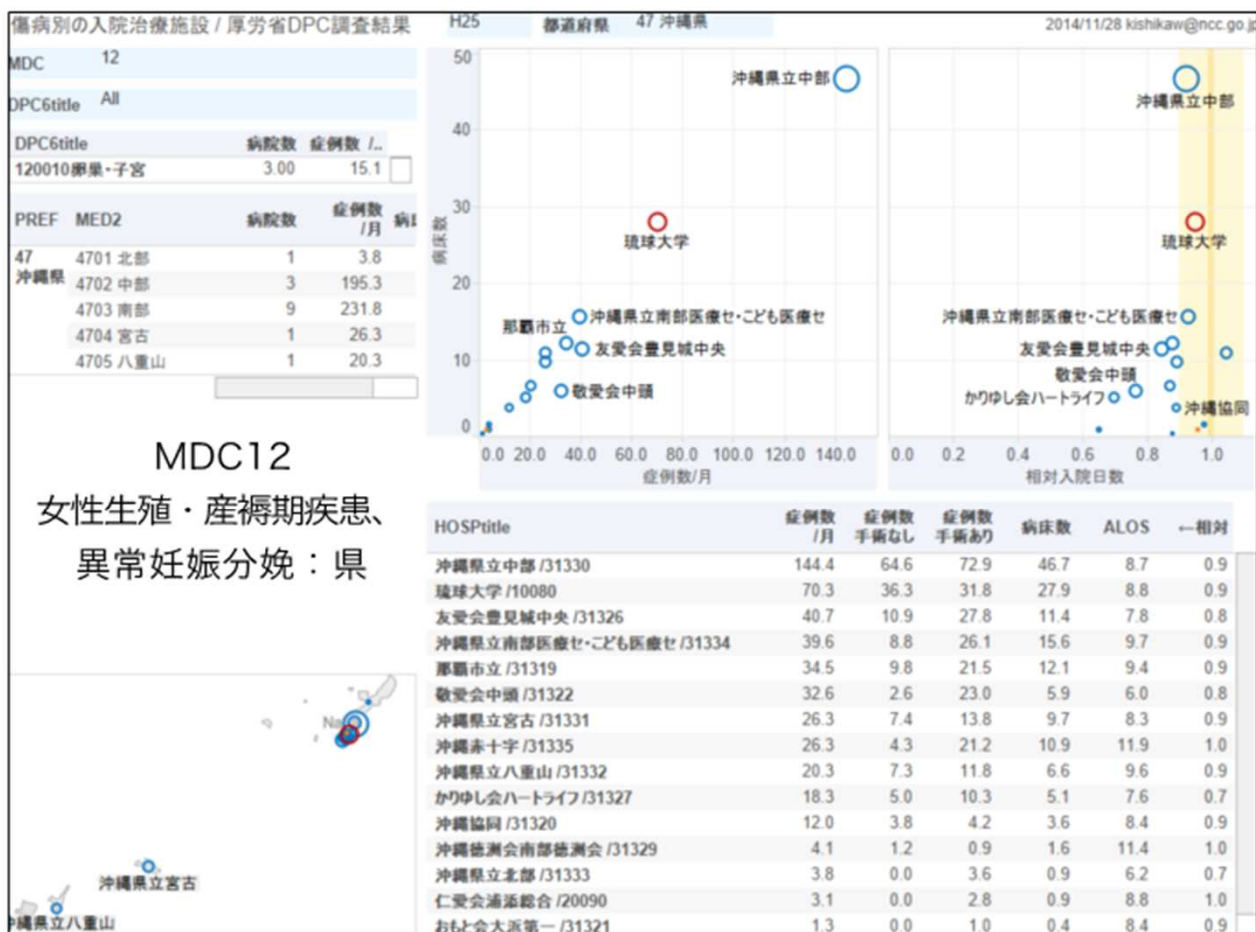 傷病別の入院治療施設 / 厚労省DPC調査結果
H25 都道府県 47 沖縄県
2014/11/28 kishikaw@ncc.go.jp
MDC 12
DPC6title All
DPC6title 病院数 症例数 /..
120010卵巣・子宮 3.00 15.1
PREF MED2 病院数 症例数/月
47 沖縄県
4701 北部 1 3.8
4702 中部 3 195.3
4703 南部 9 231.8
4704 宮古 1 26.3
4705 八重山 1 20.3
MDC12
女性生殖・産褥期疾患、
異常妊娠分娩：県
沖縄県立宮古
沖縄県立八重山
病床数
50
40
30
20
10
0
沖縄県立中部
琉球大学
那覇市立
沖縄県立南部医療セ・こども医療セ
友愛会豊見城中央
敬愛会中頭
0.0 20.0 40.0 60.0 80.0 100.0 120.0 140.0
症例数/月
沖縄県立中部
琉球大学
沖縄県立南部医療セ・こども医療セ
友愛会豊見城中央
敬愛会中頭
かりゆし会ハートライフ
沖縄協同
0.0 0.2 0.4 0.6 0.8 1.0
相対入院日数
HOSPtitle 症例数/月 症例数手術なし 症例数手術あり 病床数 ALOS ←相対
沖縄県立中部 /31330 144.4 64.6 72.9 46.7 8.7 0.9
琉球大学 /10080 70.3 36.3 31.8 27.9 8.8 0.9
友愛会豊見城中央 /31326 40.7 10.9 27.8 11.4 7.8 0.8
沖縄県立南部医療セ・こども医療セ /31334 39.6 8.8 26.1 15.6 9.7 0.9
那覇市立 /31319 34.5 9.8 21.5 12.1 9.4 0.9
敬愛会中頭 /31322 32.6 2.6 23.0 5.9 6.0 0.8
沖縄県立宮古 /31331 26.3 7.4 13.8 9.7 8.3 0.9
沖縄赤十字 /31335 26.3 4.3 21.2 10.9 11.9 1.0
沖縄県立八重山 /31332 20.3 7.3 11.8 6.6 9.6 0.9
かりゆし会ハートライフ /31327 18.3 5.0 10.3 5.1 7.6 0.7
沖縄協同 /31320 12.0 3.8 4.2 3.6 8.4 0.9
沖縄徳洲会南部徳洲会 /31329 4.1 1.2 0.9 1.6 11.4 1.0
沖縄県立北部 /31333 3.8 0.0 3.6 0.9 6.2 0.7
仁愛会浦添総合 /20090 3.1 0.0 2.8 0.9 8.8 1.0
おもと会大浜第一 /31321 1.3 0.0 1.0 0.4 8.4 0.9